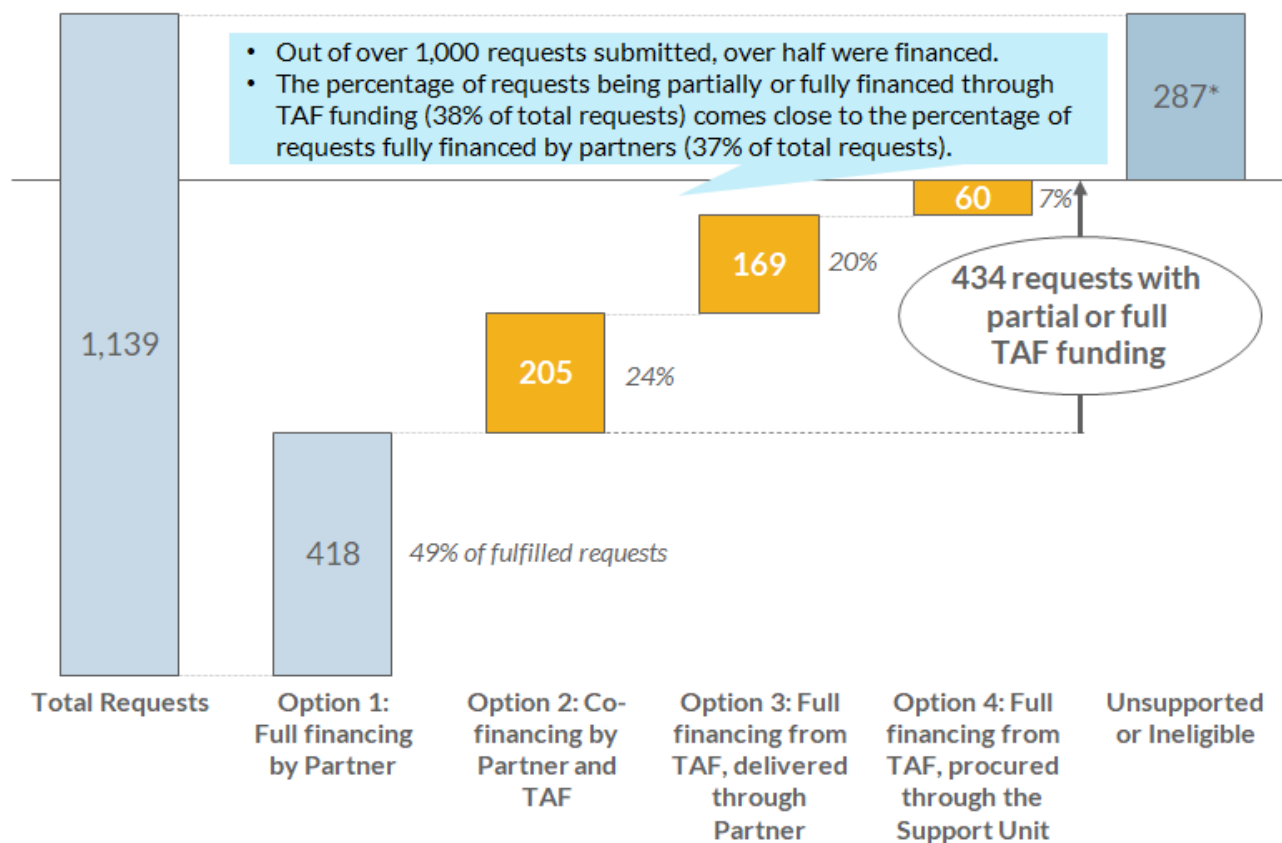 • Out of over 1,000 requests submitted, over half were financed.
• The percentage of requests being partially or fully financed through
TAF funding (38% of total requests) comes close to the percentage of
requests fully financed by partners (37% of total requests).
287*
60
7%
169
20%
434 requests with
partial or full
TAF funding
1,139
205
24%
418
49% of fulfilled requests
Total Requests
Option 1:
Full financing
by Partner
Option 2: Co-
financing by
Partner and
TAF
Option 3: Full
financing from
TAF, delivered
through
Partner
Option 4: Full
financing from
TAF, procured
through the
Support Unit
Unsupported
or Ineligible